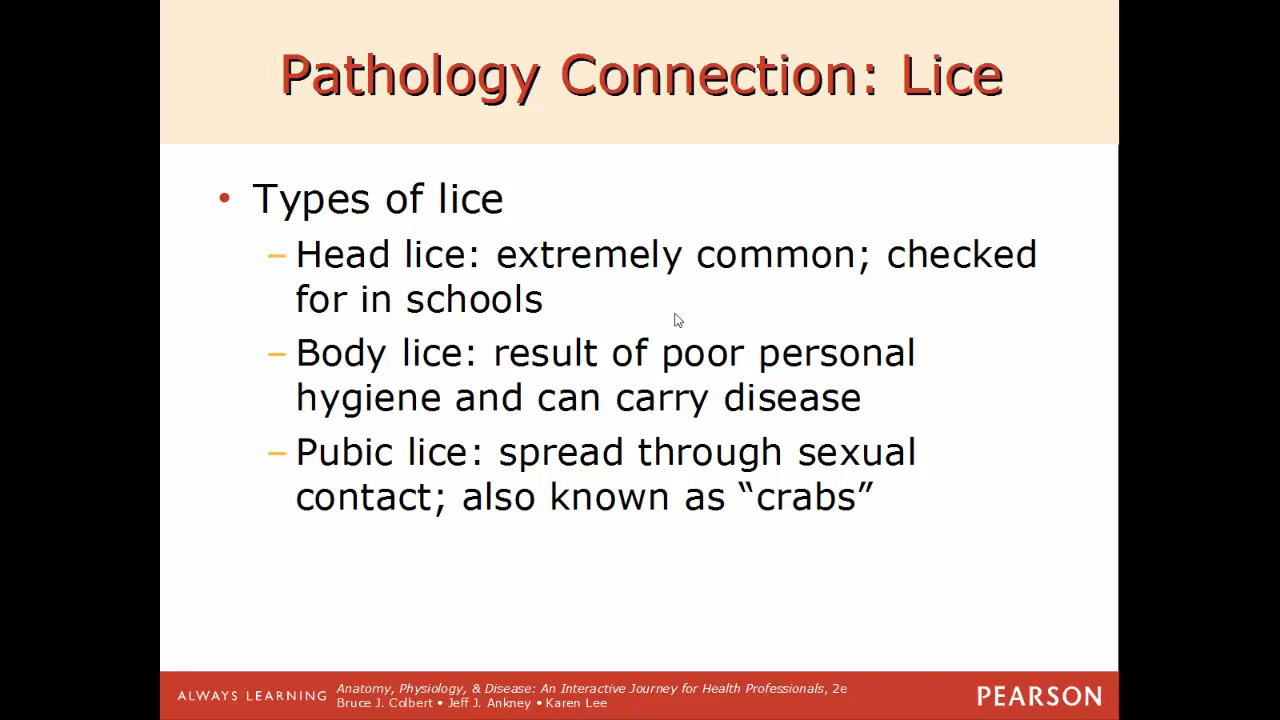 Pathology Connection: Lice
• Types of lice
– Head lice: extremely common; checked
for in schools
– Body lice: result of poor personal
hygiene and can carry disease
– Pubic lice: spread through sexual
contact; also known as “crabs”
ALWAYS LEARNING
Anatomy, Physiology, & Disease: An Interactive Journey for Health Professionals, 2e
Bruce J. Colbert • Jeff J. Ankney • Karen Lee
PEARSON